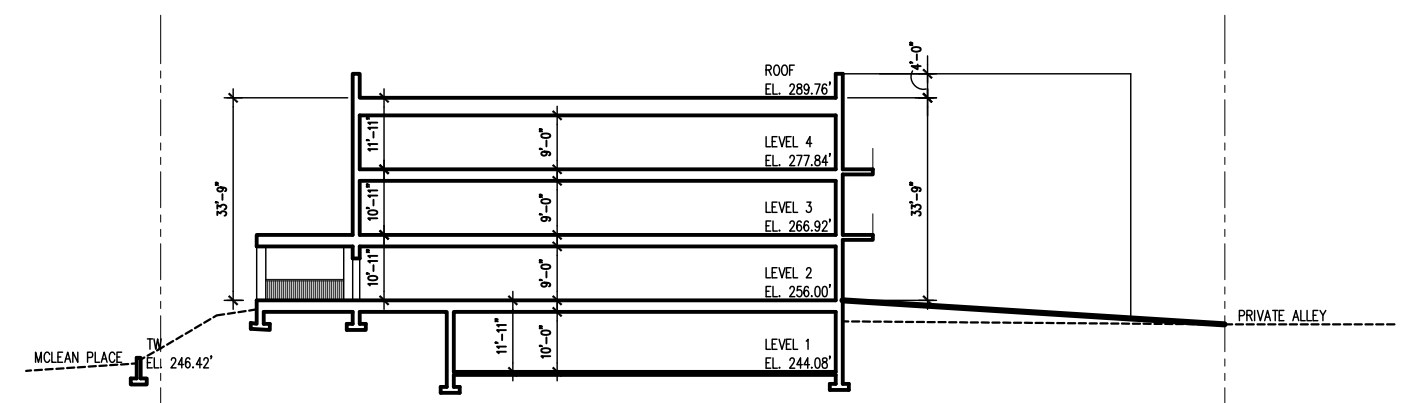 4'-0"
ROOF
EL. 289.76'
11'-11"
9'-0"
LEVEL 4
EL. 277.84'
33'-9"
10'-11"
9'-0"
LEVEL 3
EL. 266.92'
33'-9"
10'-11"
9'-0"
LEVEL 2
EL. 256.00'
PRIVATE ALLEY
MCLEAN PLACE
TW
EL. 246.42'
11'-11"
10'-0"
LEVEL 1
EL. 244.08'